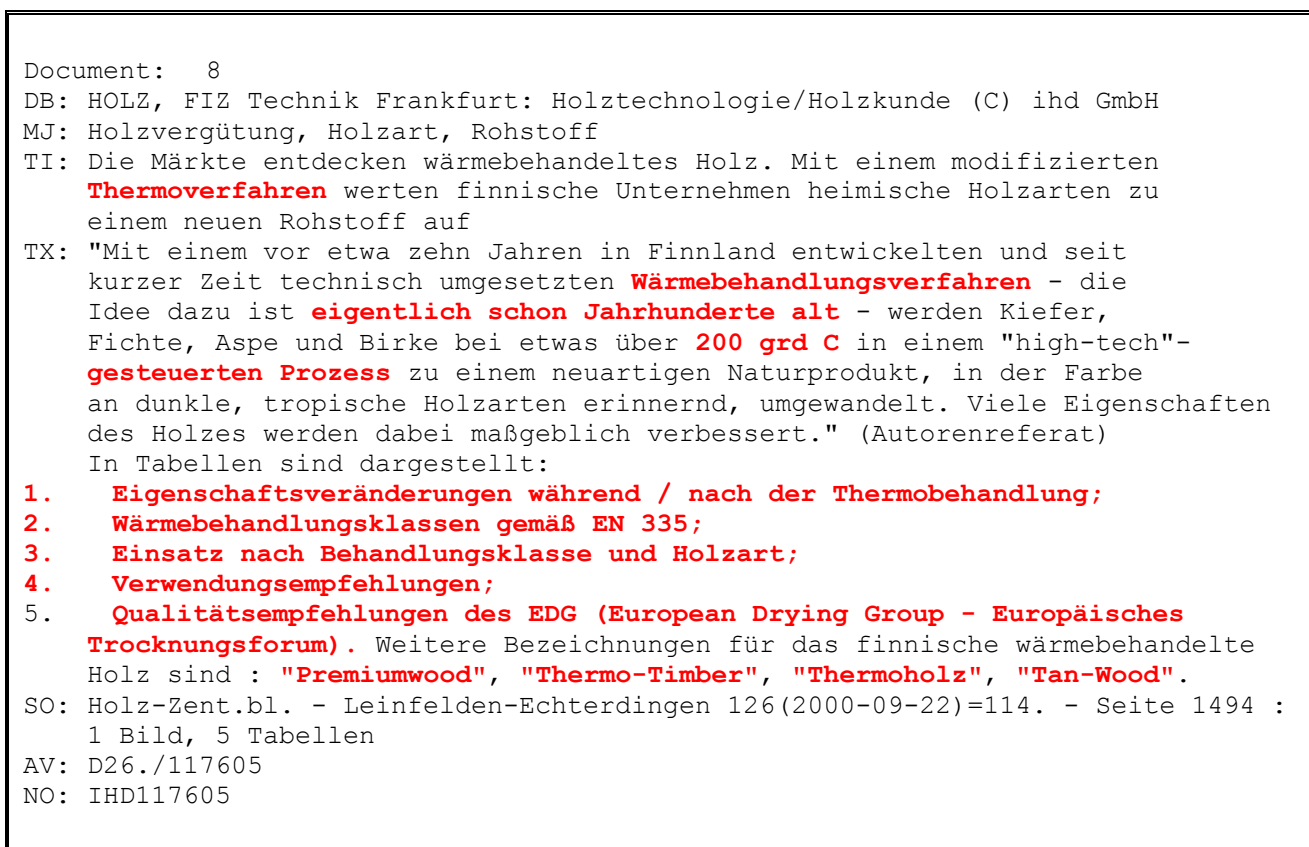 Document: 8
DB: HOLZ, FIZ Technik Frankfurt: Holztechnologie/Holzkunde (C) ihd GmbH
MJ: Holzvergütung, Holzart, Rohstoff
TI: Die Märkte entdecken wärmebehandeltes Holz. Mit einem modifizierten
Thermoverfahren werten finnische Unternehmen heimische Holzarten zu
einem neuen Rohstoff auf
TX: "Mit einem vor etwa zehn Jahren in Finnland entwickelten und seit
kurzer Zeit technisch umgesetzten Wärmebehandlungsverfahren - die
Idee dazu ist eigentlich schon Jahrhunderte alt - werden Kiefer,
Fichte, Aspe und Birke bei etwas über 200 grd C in einem "high-tech"-
gesteuerten Prozess zu einem neuartigen Naturprodukt, in der Farbe
an dunkle, tropische Holzarten erinnernd, umgewandelt. Viele Eigenschaften
des Holzes werden dabei maßgeblich verbessert." (Autorenreferat)
In Tabellen sind dargestellt:
1. Eigenschaftsveränderungen während / nach der Thermobehandlung;
2. Wärmebehandlungsklassen gemäß EN 335;
3. Einsatz nach Behandlungsklasse und Holzart;
4. Verwendungsempfehlungen;
5. Qualitätsempfehlungen des EDG (European Drying Group - Europäisches
Trocknungsforum). Weitere Bezeichnungen für das finnische wärmebehandelte
Holz sind : "Premiumwood", "Thermo-Timber", "Thermoholz", "Tan-Wood".
SO: Holz-Zent.bl. - Leinfelden-Echterdingen 126(2000-09-22)=114. - Seite 1494 :
1 Bild, 5 Tabellen
AV: D26./117605
NO: IHD117605